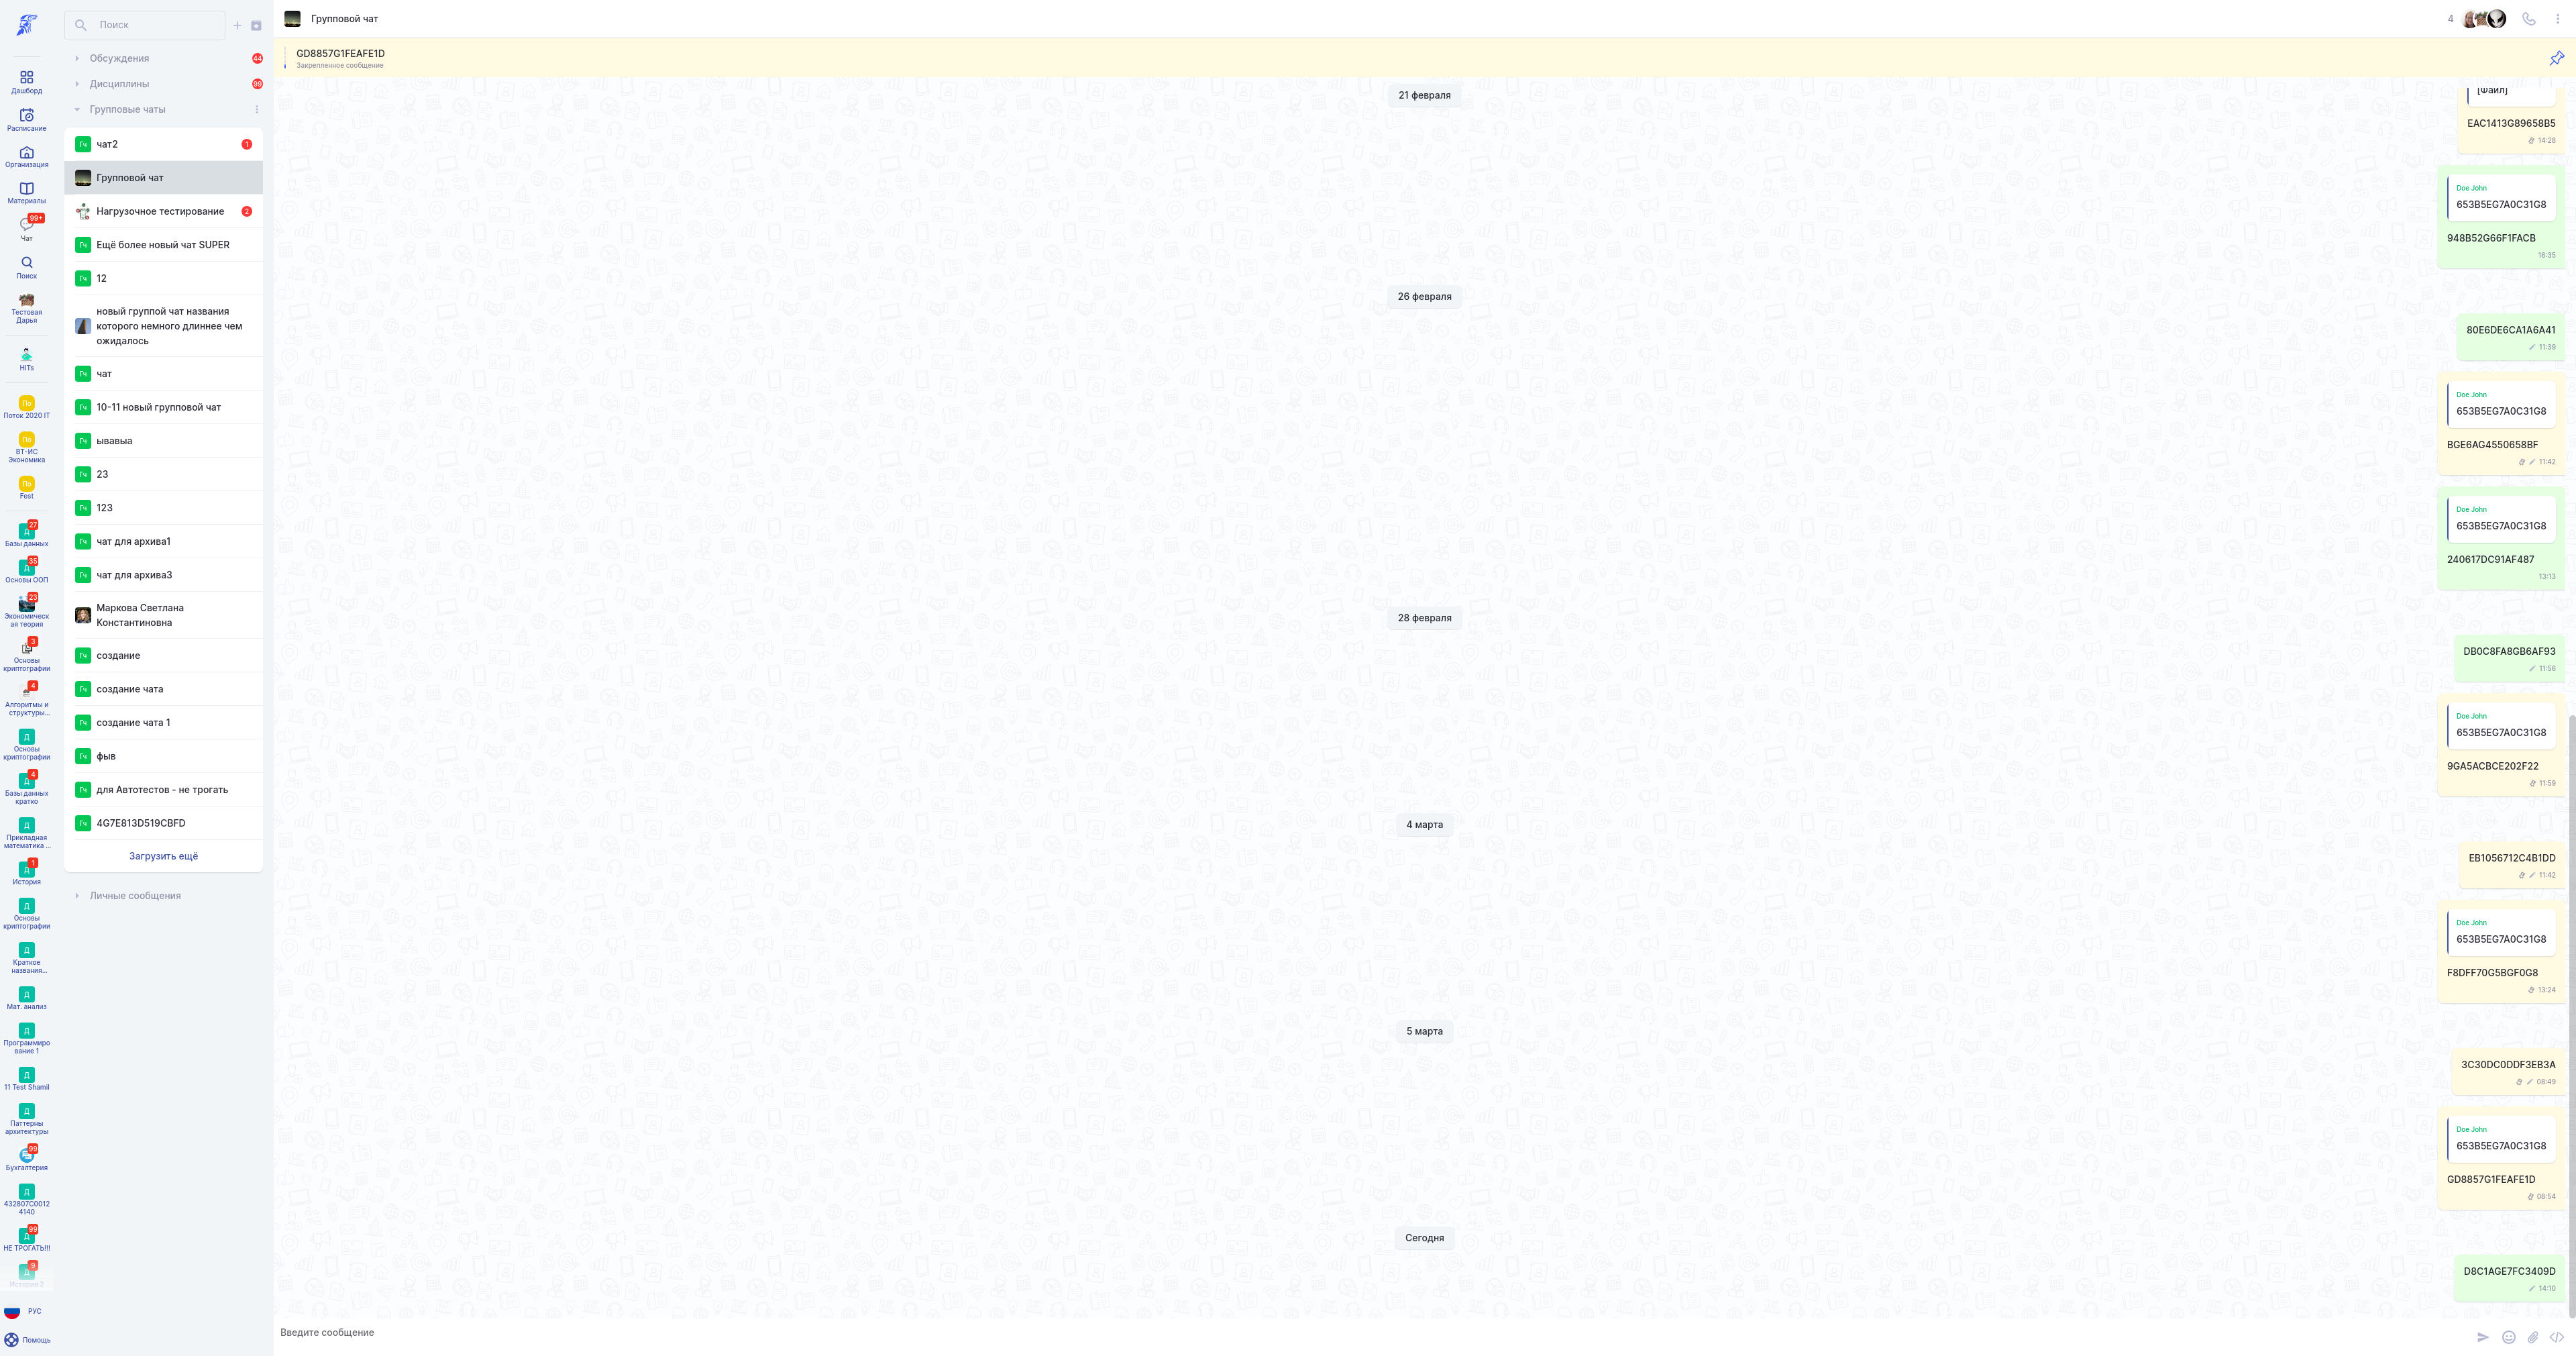 Дашборд
Расписание
Организация
Материалы
99+
Чат
Поиск
Тестовая
Дарья
HITs
По
Поток 2020 IT
По
ВТ-ИС
Экономика
По
Fest
27
Д
Базы данных
35
Д
Основы ООП
23
Экономическ
ая теория
3
Основы
криптографии
4
Алгоритмы и
структуры...
Д
Основы
криптографии
4
Д
Базы данных
кратко
Д
Прикладная
математика ...
1
Д
История
Д
Основы
криптографии
Д
Краткое
названия...
Д
Мат. анализ
Д
Программиро
вание 1
Д
11 Test Shamil
Д
Паттерны
архитектуры
99
Бухгалтерия
Д
432807C0012
4140
99
Д
НЕ ТРОГАТЬ!!!
9
Д
История 2
РУС
Помощь
Поиск
Обсуждения 44
Дисциплины 99
Групповые чаты
Гч чат2 1
Групповой чат
Нагрузочное тестирование 2
Гч Ещё более новый чат SUPER
Гч 12
новый группой чат названия
которого немного длиннее чем
ожидалось
Гч чат
Гч 10-11 новый групповой чат
Гч ывавыа
Гч 23
Гч 123
Гч чат для архива1
Гч чат для архива3
Маркова Светлана
Константиновна
Гч создание
Гч создание чата
Гч создание чата 1
Гч фыв
Гч для Автотестов - не трогать
Гч 4G7E813D519CBFD
Загрузить ещё
Личные сообщения
Групповой чат
4
GD8857G1FEAFE1D
Закрепленное сообщение
21 февраля
[Файл]
EAC1413G89658B5
14:28
Doe John
653B5EG7A0C31G8
948B52G66F1FACB
16:35
26 февраля
80E6DE6CA1A6A41
11:39
Doe John
653B5EG7A0C31G8
BGE6AG4550658BF
11:42
Doe John
653B5EG7A0C31G8
240617DC91AF487
13:13
28 февраля
DB0C8FA8GB6AF93
11:56
Doe John
653B5EG7A0C31G8
9GA5ACBCE202F22
11:59
4 марта
EB1056712C4B1DD
11:42
Doe John
653B5EG7A0C31G8
F8DFF70G5BGF0G8
13:24
5 марта
3C30DC0DDF3EB3A
08:49
Doe John
653B5EG7A0C31G8
GD8857G1FEAFE1D
08:54
Сегодня
D8C1AGE7FC3409D
14:10
Введите сообщение